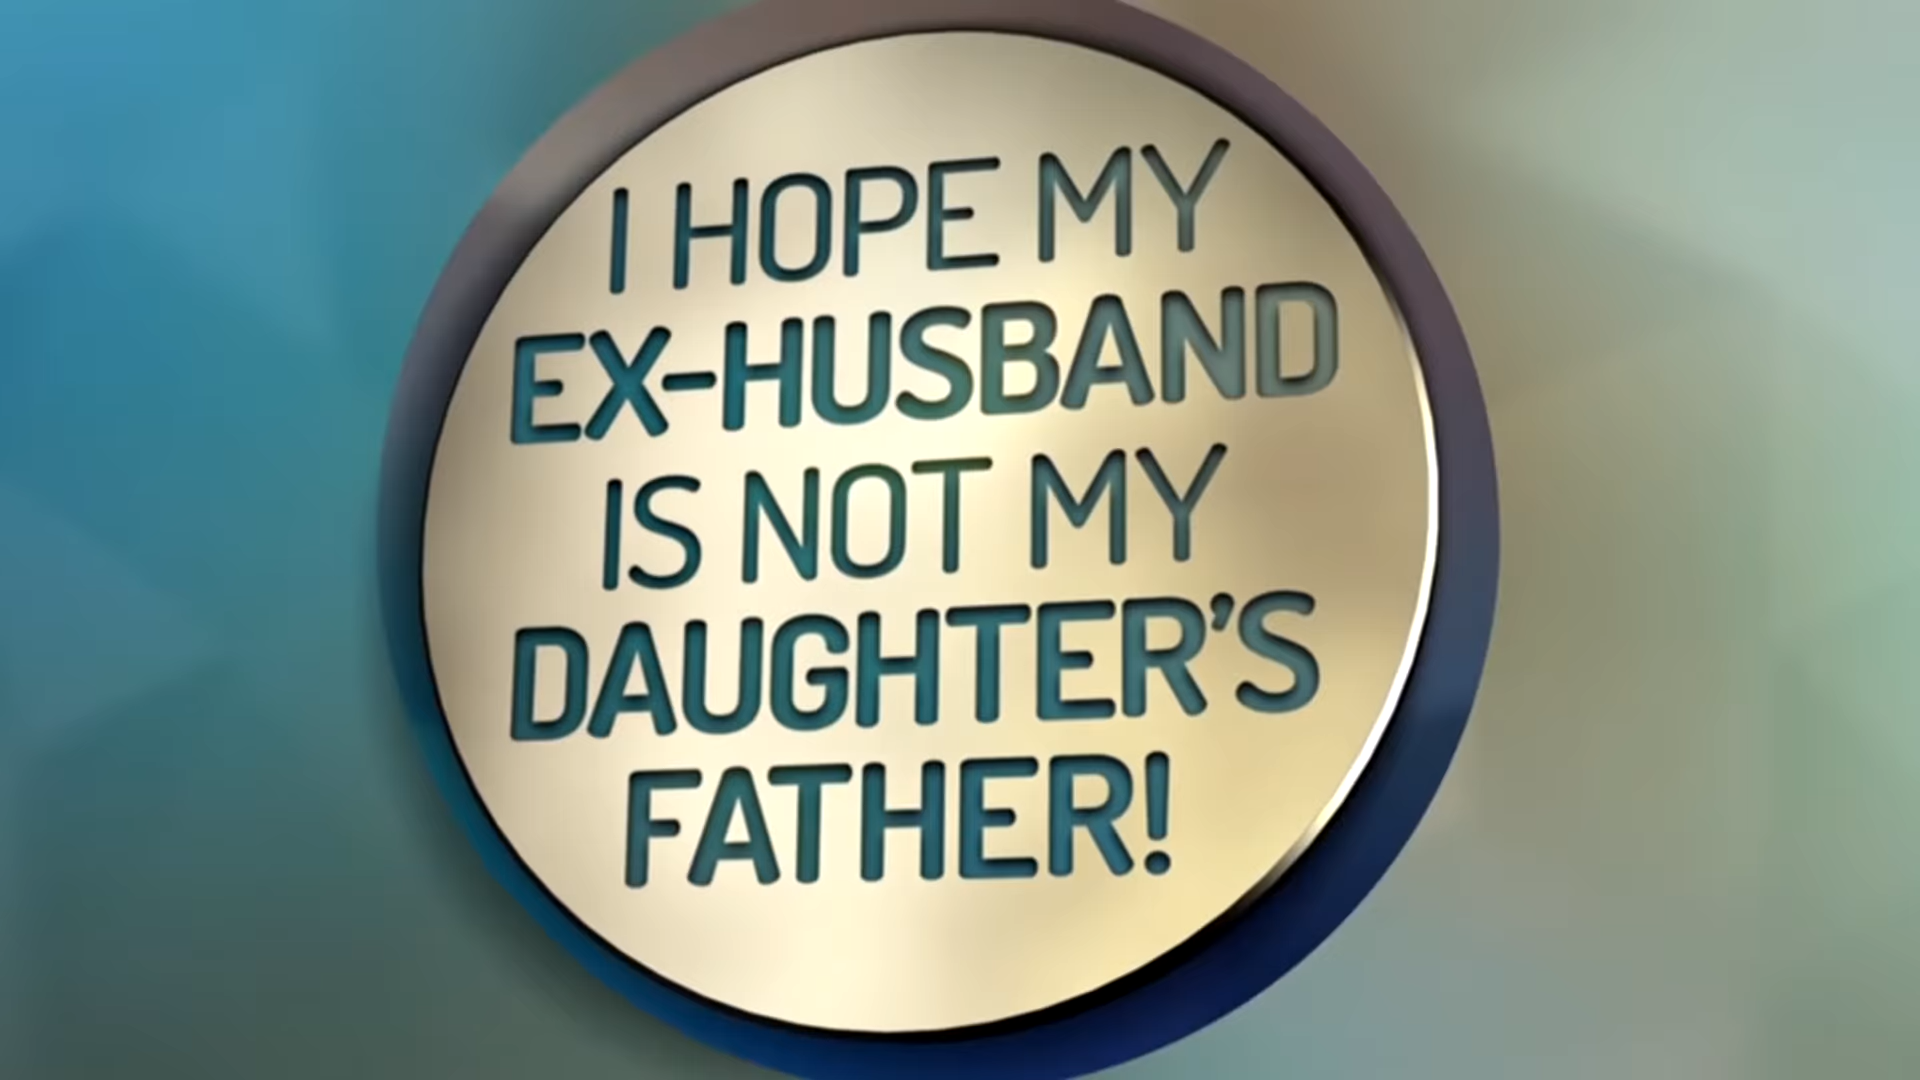 I HOPE MY
EX-HUSBAND
IS NOT MY
DAUGHTER'S
FATHER!